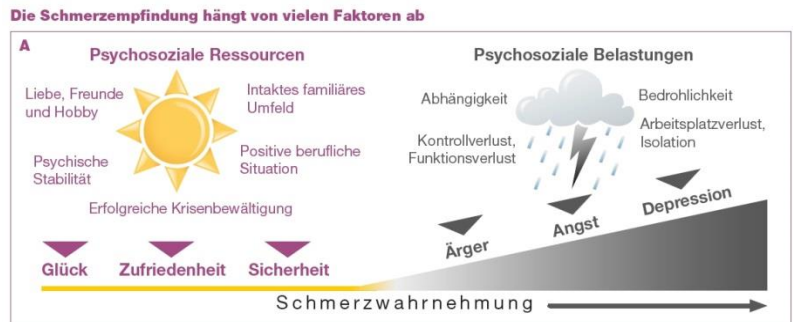 Die Schmerzempfindung hängt von vielen Faktoren ab
A
Psychosoziale Ressourcen
Liebe, Freunde
und Hobby
Intaktes familiäres
Umfeld
Psychische
Stabilität
Positive berufliche
Situation
Erfolgreiche Krisenbewältigung
Glück
Zufriedenheit
Sicherheit
Psychosoziale Belastungen
Abhängigkeit
Bedrohlichkeit
Kontrollverlust,
Funktionsverlust
Arbeitsplatzverlust,
Isolation
Ärger
Angst
Depression
Schmerzwahrnehmung